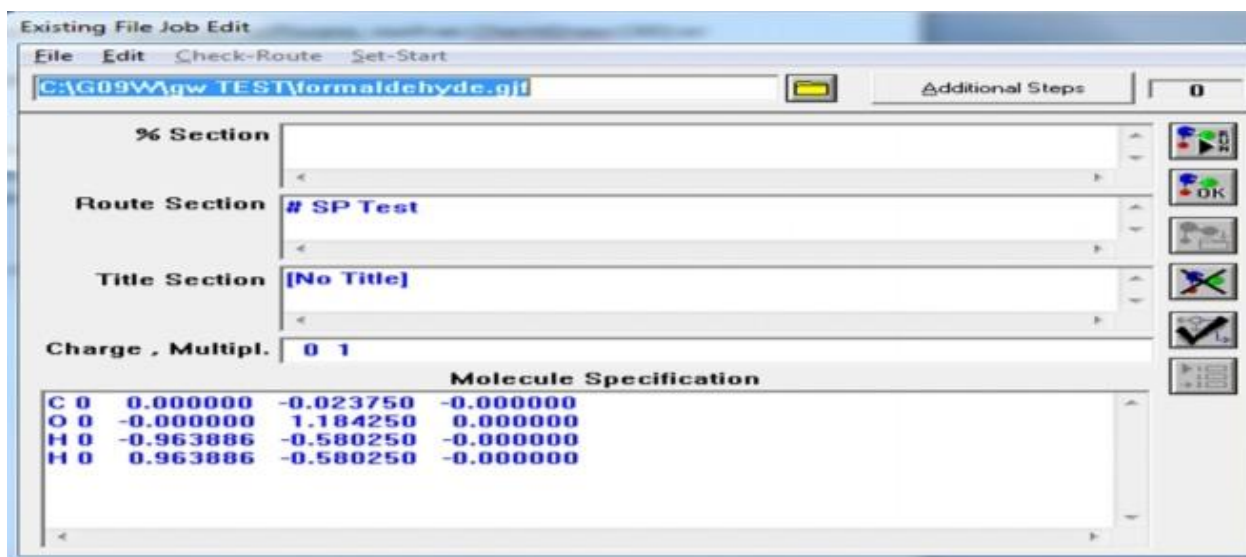 Existing File Job Edit
File Edit Check-Route Set-Start
C:\G09W\gw TEST\formaldehyde.gjf Additional Steps 0
% Section
RUN
Route Section # SP Test
OK
Title Section [No Title]
Charge , Multipl. 0 1
Molecule Specification
C 0 0.000000 -0.023750 -0.000000
O 0 -0.000000 1.184250 0.000000
H 0 -0.963886 -0.580250 -0.000000
H 0 0.963886 -0.580250 -0.000000